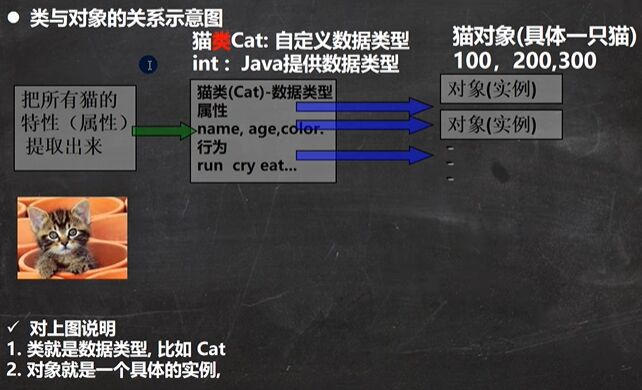 ● 类与对象的关系示意图
猫类Cat: 自定义数据类型
int : Java提供数据类型
猫对象(具体一只猫)
100, 200,300
把所有猫的
特性（属性）
提取出来
猫类(Cat)-数据类型
属性
name, age,color.
行为
run cry eat...
对象(实例)
对象(实例)
✓ 对上图说明
1. 类就是数据类型, 比如 Cat
2. 对象就是一个具体的实例,